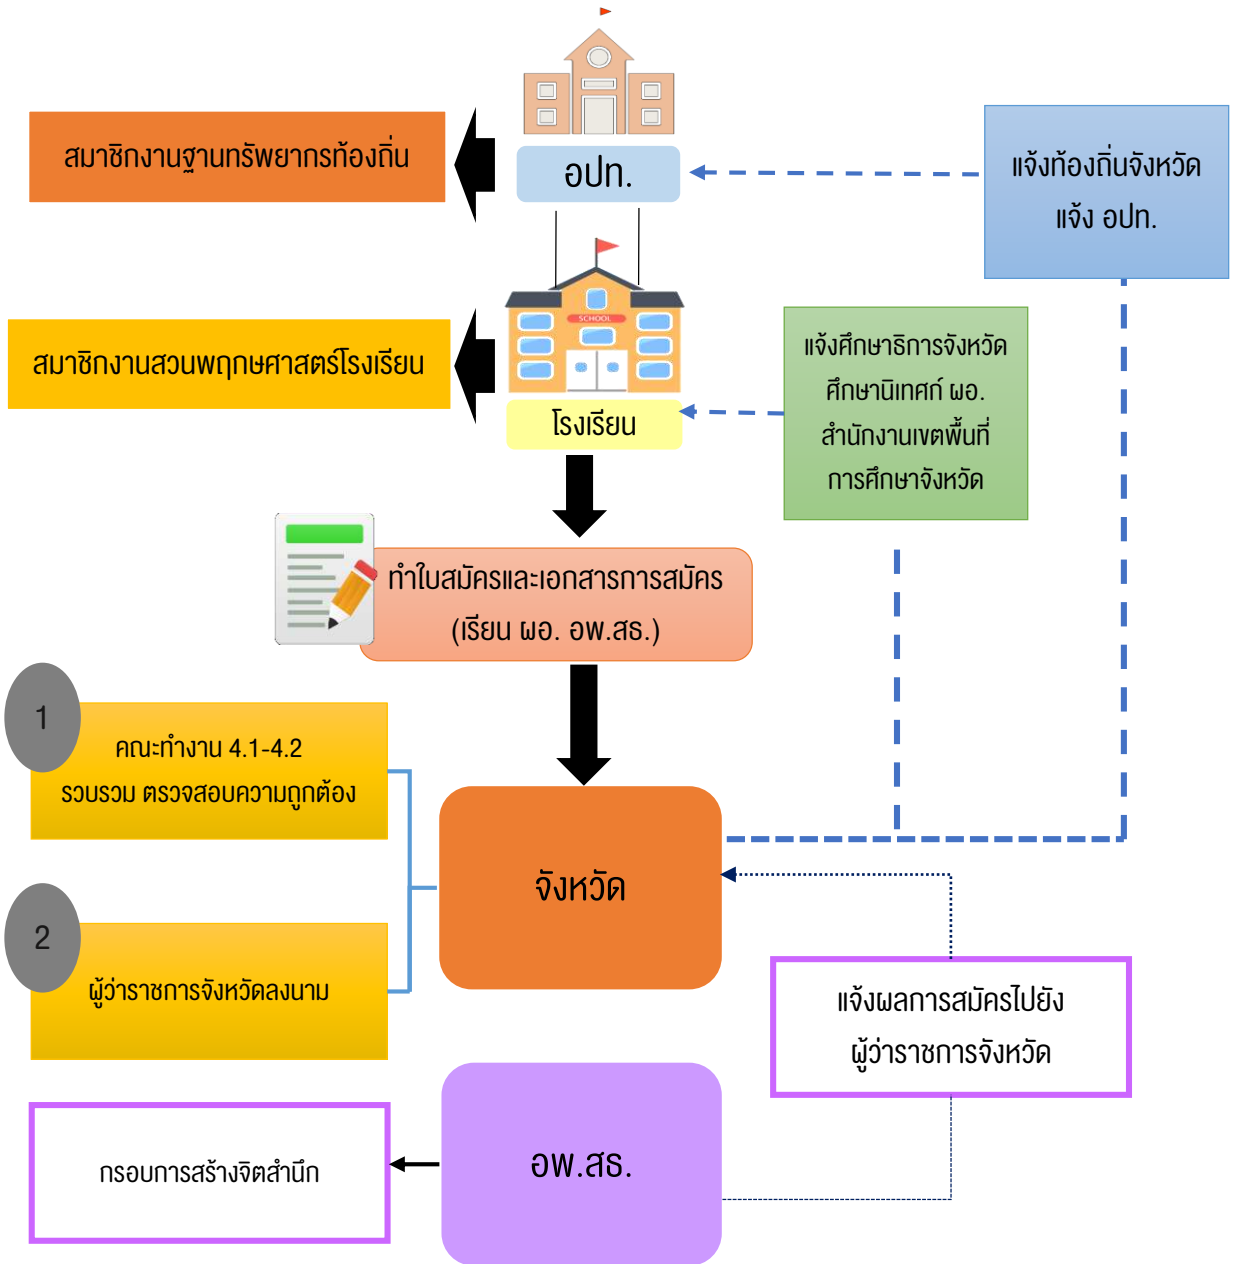 สมาชิกงานฐานทรัพยากรท้องถิ่น
อปท.
แจ้งท้องถิ่นจังหวัด
แจ้ง อปท.
SCHOOL
สมาชิกงานสวนพฤกษศาสตร์โรงเรียน
โรงเรียน
แจ้งศึกษาธิการจังหวัด
ศึกษานิเทศก์ ผอ.
สำนักงานเขตพื้นที่
การศึกษาจังหวัด
ทำใบสมัครและเอกสารการสมัคร
(เรียน ผอ. อพ.สธ.)
1
คณะทำงาน 4.1-4.2
รวบรวม ตรวจสอบความถูกต้อง
จังหวัด
2
ผู้ว่าราชการจังหวัดลงนาม
แจ้งผลการสมัครไปยัง
ผู้ว่าราชการจังหวัด
กรอบการสร้างจิตสำนึก
อพ.สธ.